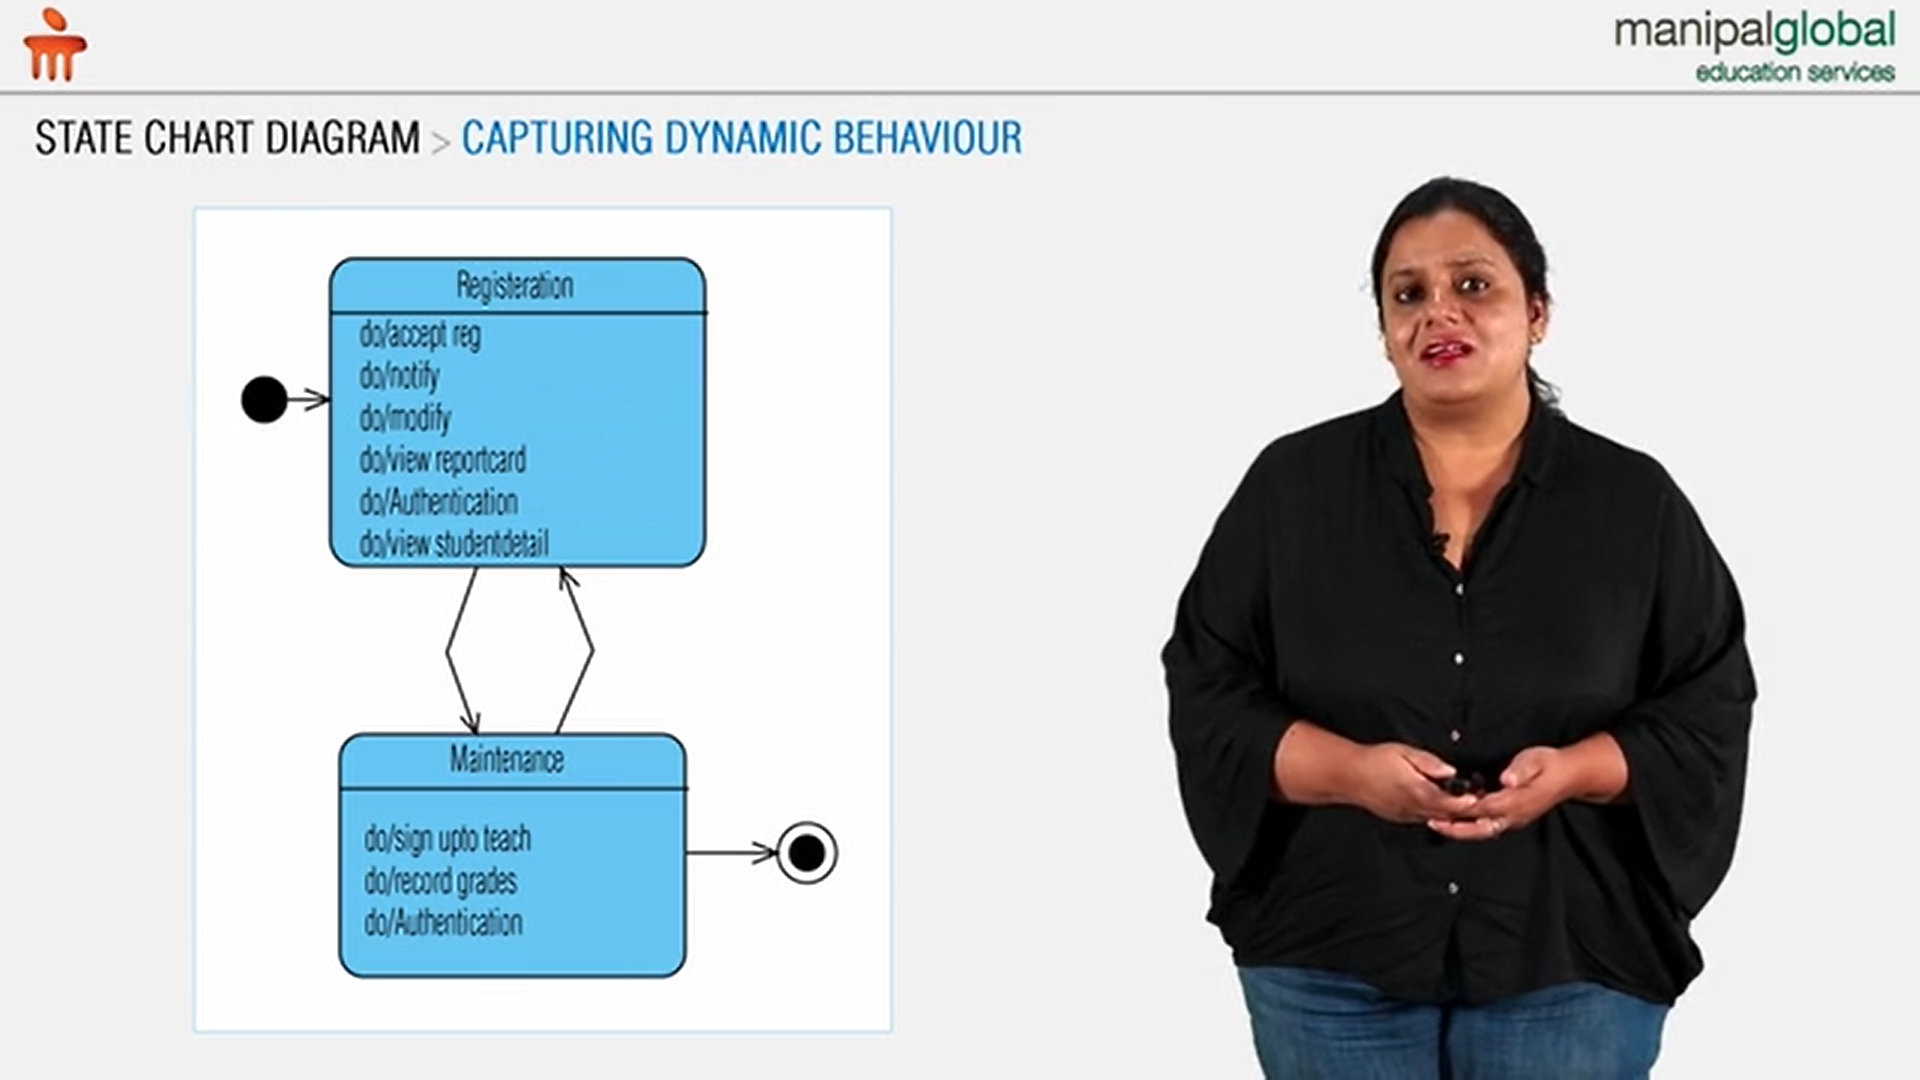 manipalglobal
education services
STATE CHART DIAGRAM > CAPTURING DYNAMIC BEHAVIOUR
Registeration
do/accept reg
do/notify
do/modify
do/view reportcard
do/Authentication
do/view studentdetail
Maintenance
do/sign upto teach
do/record grades
do/Authentication